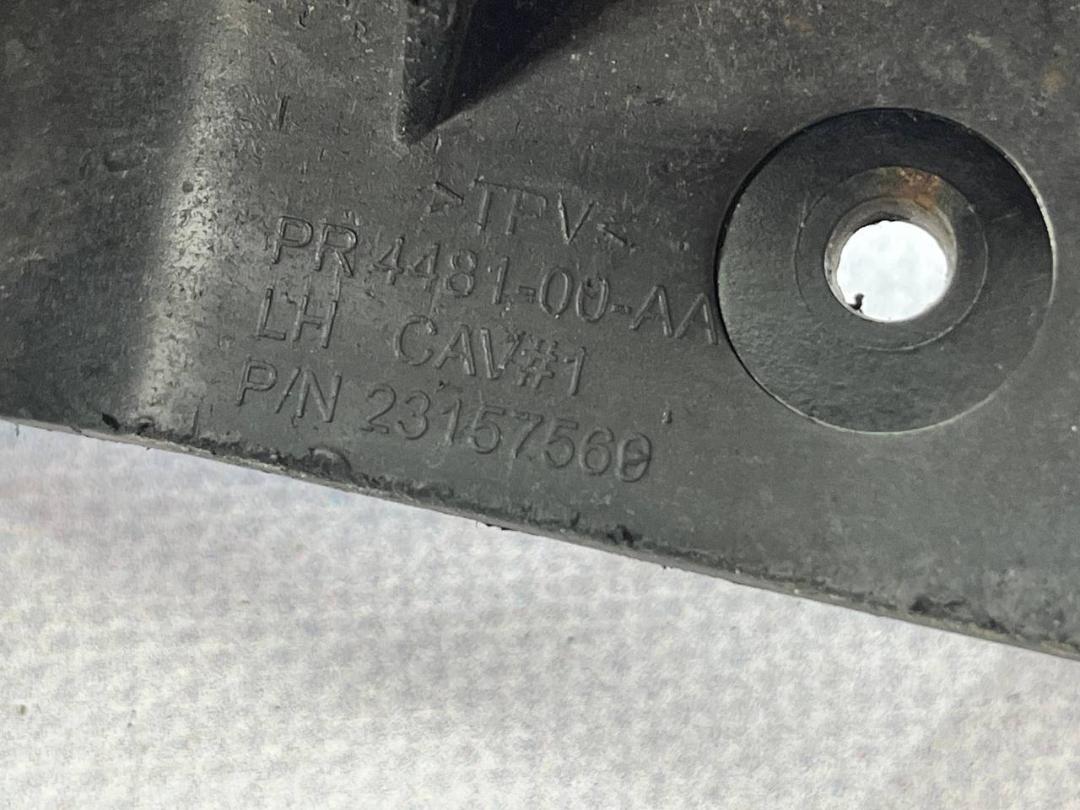 >TPV<
PR 4481-00-AA
LH CAV#1
P/N 23157560